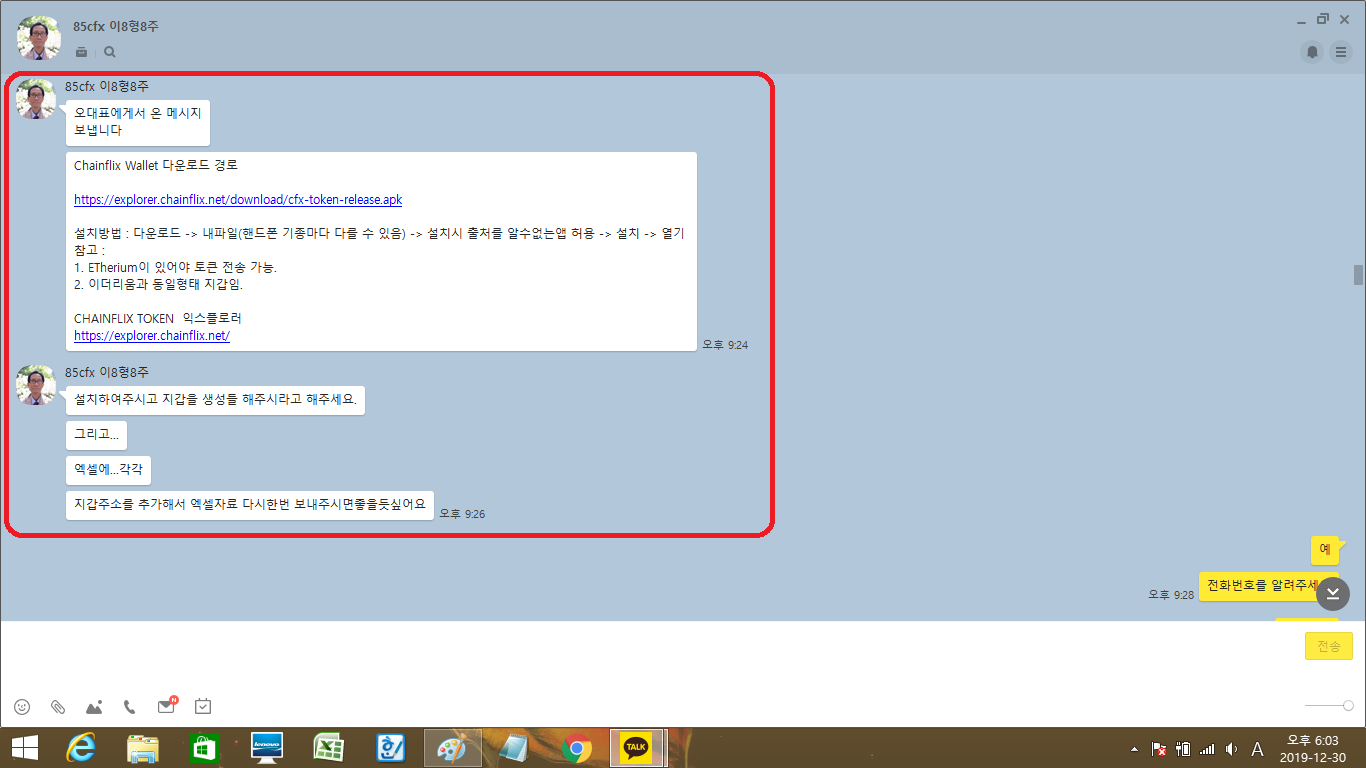 85cfx 이8형8주
85cfx 이8형8주
오대표에게서 온 메시지
보냅니다
Chainflix Wallet 다운로드 경로
https://explorer.chainflix.net/download/cfx-token-release.apk
설치방법 : 다운로드 -> 내파일(핸드폰 기종마다 다를 수 있음) -> 설치시 출처를 알수없는앱 허용 -> 설치 -> 열기
참고 :
1. ETherium이 있어야 토큰 전송 가능.
2. 이더리움과 동일형태 지갑임.
CHAINFLIX TOKEN 익스플로러
https://explorer.chainflix.net/
오후 9:24
85cfx 이8형8주
설치하여주시고 지갑을 생성들 해주시라고 해주세요.
그리고...
엑셀에...각각
지갑주소를 추가해서 엑셀자료 다시한번 보내주시면좋을듯싶어요
오후 9:26
예
전화번호를 알려주세
오후 9:28
전송
N
lenovo
TALK
A
오후 6:03
2019-12-30